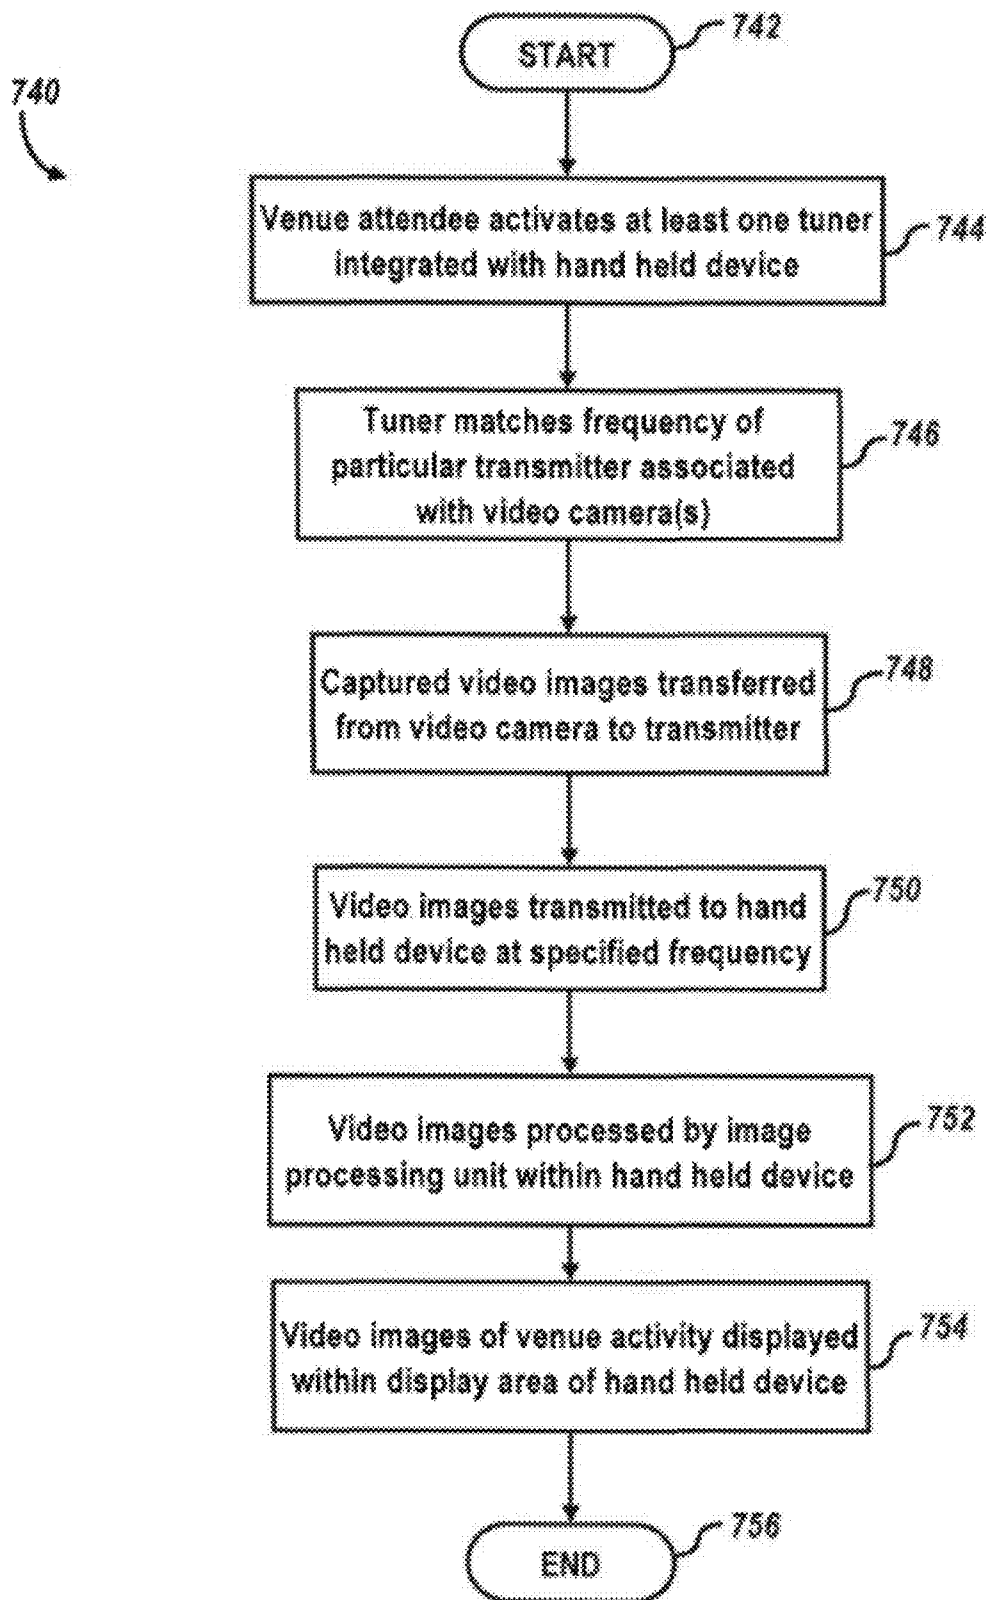 742
START
740
Venue attendee activates at least one tuner
integrated with hand held device
744
Tuner matches frequency of
particular transmitter associated
with video camera(s)
746
Captured video images transferred
from video camera to transmitter
748
Video images transmitted to hand
held device at specified frequency
750
Video images processed by image
processing unit within hand held device
752
Video images of venue activity displayed
within display area of hand held device
754
END
756